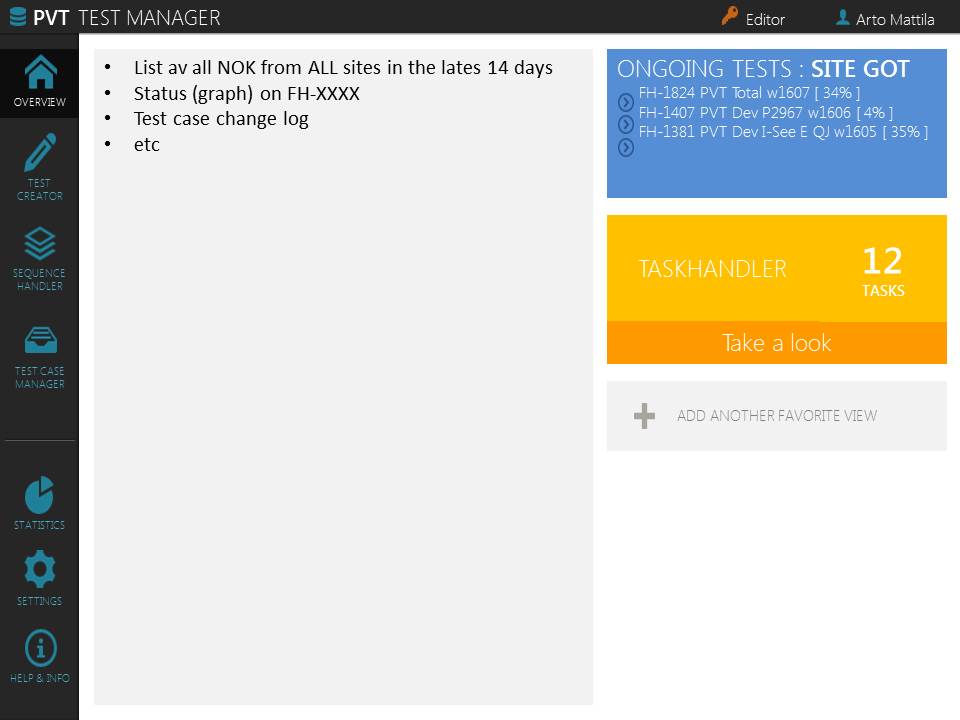 PVT TEST MANAGER
Editor
Arto Mattila
OVERVIEW
TEST
CREATOR
SEQUENCE
HANDLER
TEST CASE
MANAGER
STATISTICS
SETTINGS
HELP & INFO
• List av all NOK from ALL sites in the lates 14 days
• Status (graph) on FH-XXXX
• Test case change log
• etc
ONGOING TESTS : SITE GOT
FH-1824 PVT Total w1607 [ 34% ]
FH-1407 PVT Dev P2967 w1606 [ 4% ]
FH-1381 PVT Dev I-See E QJ w1605 [ 35% ]
TASKHANDLER
12
TASKS
Take a look
ADD ANOTHER FAVORITE VIEW